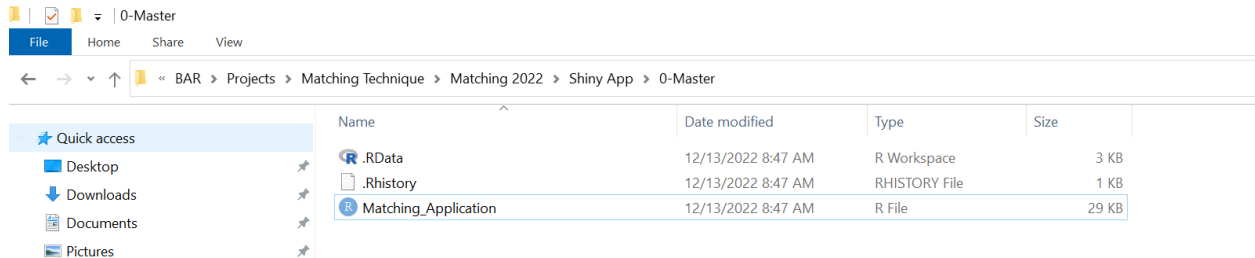 0-Master
File Home Share View
« BAR > Projects > Matching Technique > Matching 2022 > Shiny App > 0-Master
Name Date modified Type Size
Quick access
.RData 12/13/2022 8:47 AM R Workspace 3 KB
Desktop
.Rhistory 12/13/2022 8:47 AM RHISTORY File 1 KB
Downloads
Matching_Application 12/13/2022 8:47 AM R File 29 KB
Documents
Pictures